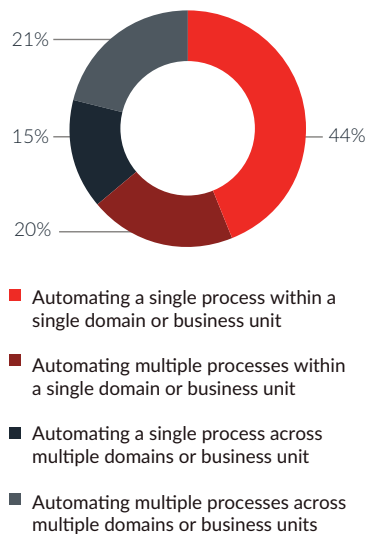 21%
15%
44%
20%
Automating a single process within a
single domain or business unit
Automating multiple processes within
a single domain or business unit
Automating a single process across
multiple domains or business unit
Automating multiple processes across
multiple domains or business units